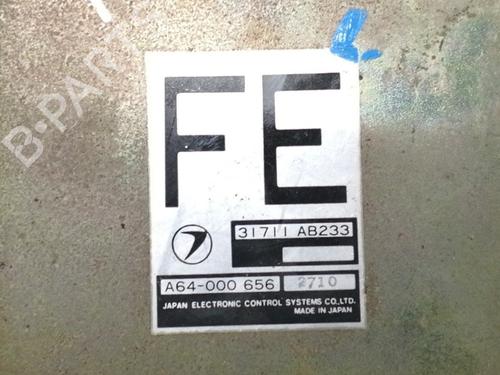 B-PARTS
FE
31711 AB233
A64-000 656 2710
JAPAN ELECTRONIC CONTROL SYSTEMS CO.,LTD.
MADE IN JAPAN